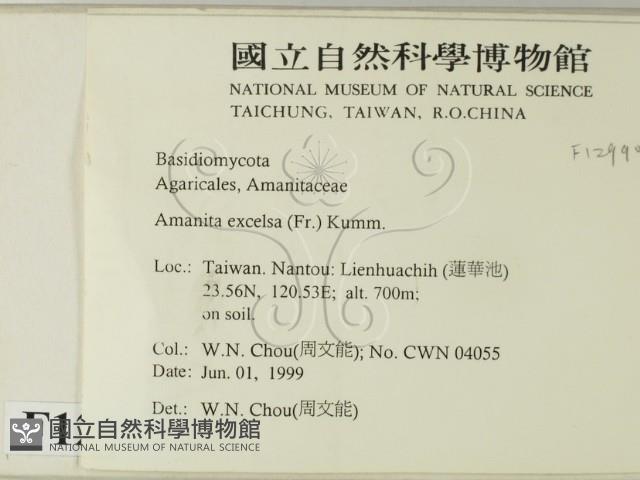 國立自然科學博物館
NATIONAL MUSEUM OF NATURAL SCIENCE
TAICHUNG, TAIWAN, R.O.CHINA
Basidiomycota
Agaricales, Amanitaceae
Amanita excelsa (Fr.) Kumm.
Loc.: Taiwan. Nantou: Lienhuachih (蓮華池)
23.56N, 120.53E; alt. 700m;
on soil.
Col.: W.N. Chou(周文能); No. CWN 04055
Date: Jun. 01, 1999
Det.: W.N. Chou(周文能)
國立自然科學博物館
NATIONAL MUSEUM OF NATURAL SCIENCE